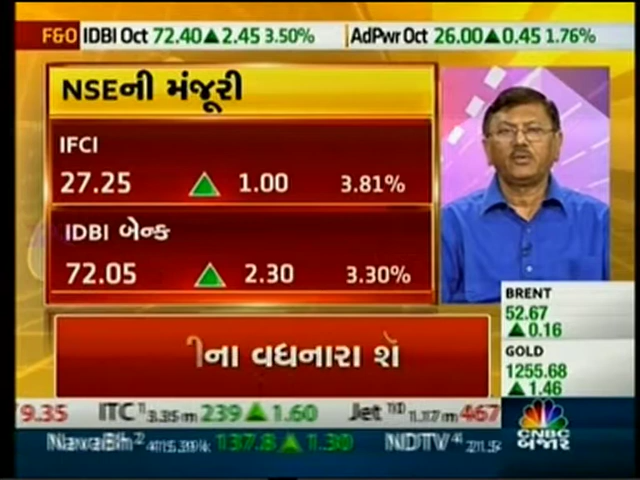 F&O IDBI Oct 72.40 ▲ 2.45 3.50% AdPwr Oct 26.00 ▲ 0.45 1.76%
NSEની મંજૂરી
IFCI
27.25 ▲ 1.00 3.81%
IDBI બેન્ક
72.05 ▲ 2.30 3.30%
BRENT
52.67
▲ 0.16
GOLD
1255.68
▲ 1.46
વધનારા
9.35 ITC 3.35m 239 ▲ 1.60 Jet 467
137.8 ▲ 1.30 NDTV
CNBC
બજાર